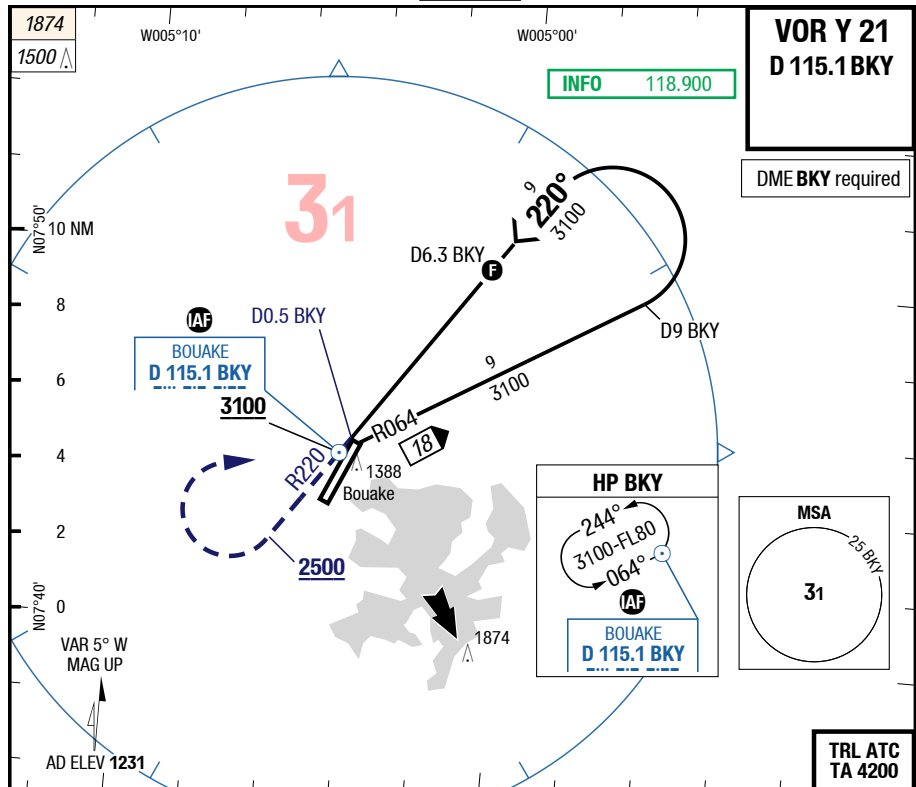 1874
1500
W005°10'
W005°00'
VOR Y 21
D 115.1 BKY
INFO 118.900
DME BKY required
31
9
220°
3100
N07°50'
10 NM
D6.3 BKY
F
8
IAF
D0.5 BKY
D9 BKY
BOUAKE
D 115.1 BKY
6
9
3100
3100
R064
18
4
1388
R220
Bouake
HP BKY
244°
3100-FL80
064°
MSA
25 BKY
31
2
2500
IAF
BOUAKE
D 115.1 BKY
N07°40'
0
1874
VAR 5° W
MAG UP
AD ELEV 1231
TRL ATC
TA 4200